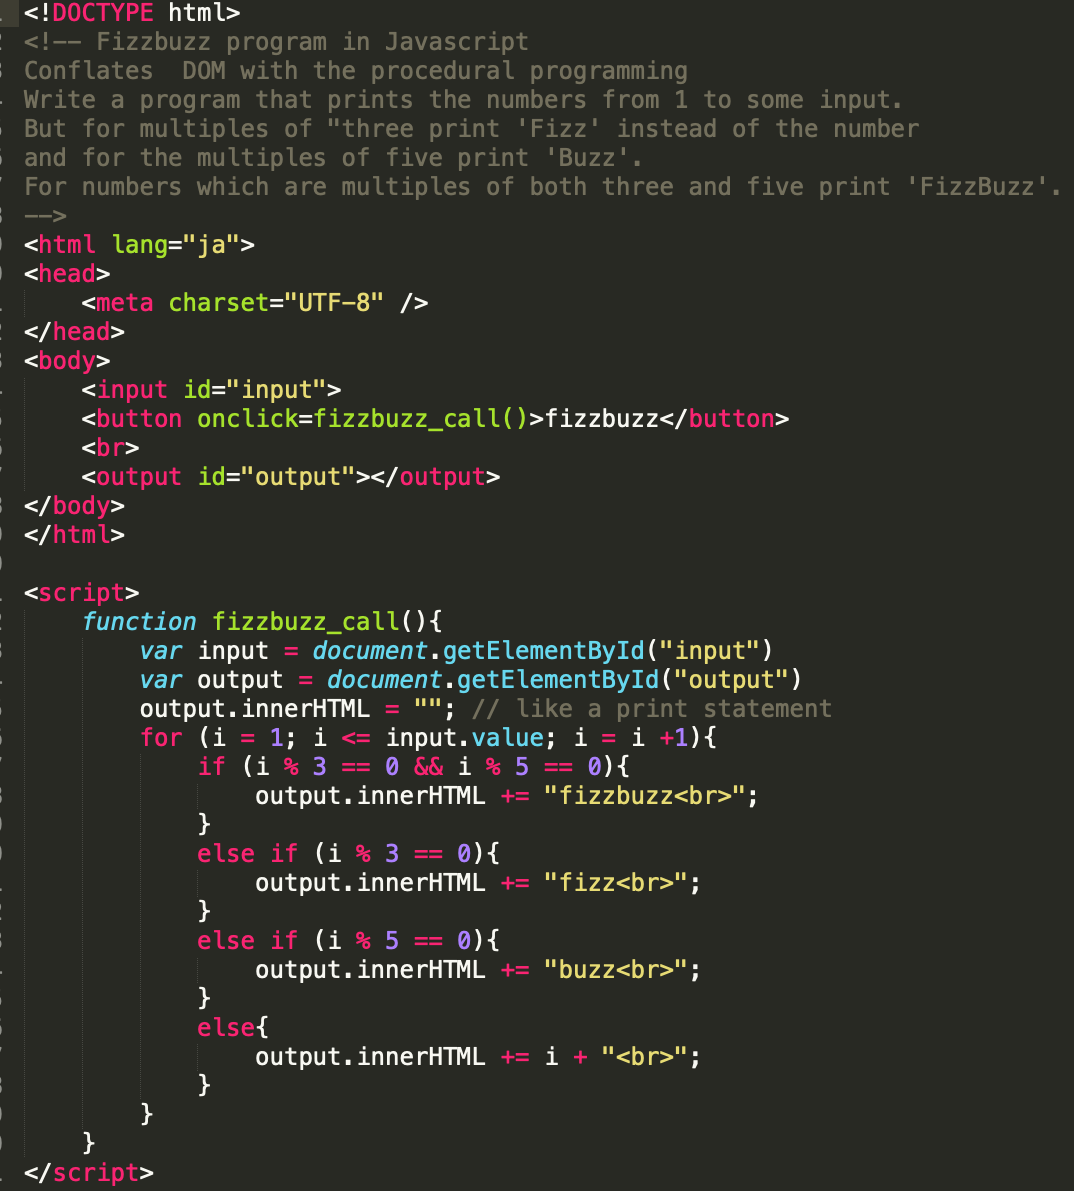 <!DOCTYPE html>
<!-- Fizzbuzz program in Javascript
Conflates  DOM with the procedural programming
Write a program that prints the numbers from 1 to some input.
But for multiples of "three print 'Fizz' instead of the number
and for the multiples of five print 'Buzz'.
For numbers which are multiples of both three and five print 'FizzBuzz'.
-->
<html lang="ja">
<head>
    <meta charset="UTF-8" />
</head>
<body>
    <input id="input">
    <button onclick=fizzbuzz_call()>fizzbuzz</button>
    <br>
    <output id="output"></output>
</body>
</html>

<script>
    function fizzbuzz_call(){
        var input = document.getElementById("input")
        var output = document.getElementById("output")
        output.innerHTML = ""; // like a print statement
        for (i = 1; i <= input.value; i = i +1){
            if (i % 3 == 0 && i % 5 == 0){
                output.innerHTML += "fizzbuzz<br>";
            }
            else if (i % 3 == 0){
                output.innerHTML += "fizz<br>";
            }
            else if (i % 5 == 0){
                output.innerHTML += "buzz<br>";
            }
            else{
                output.innerHTML += i + "<br>";
            }
        }
    }
</script>